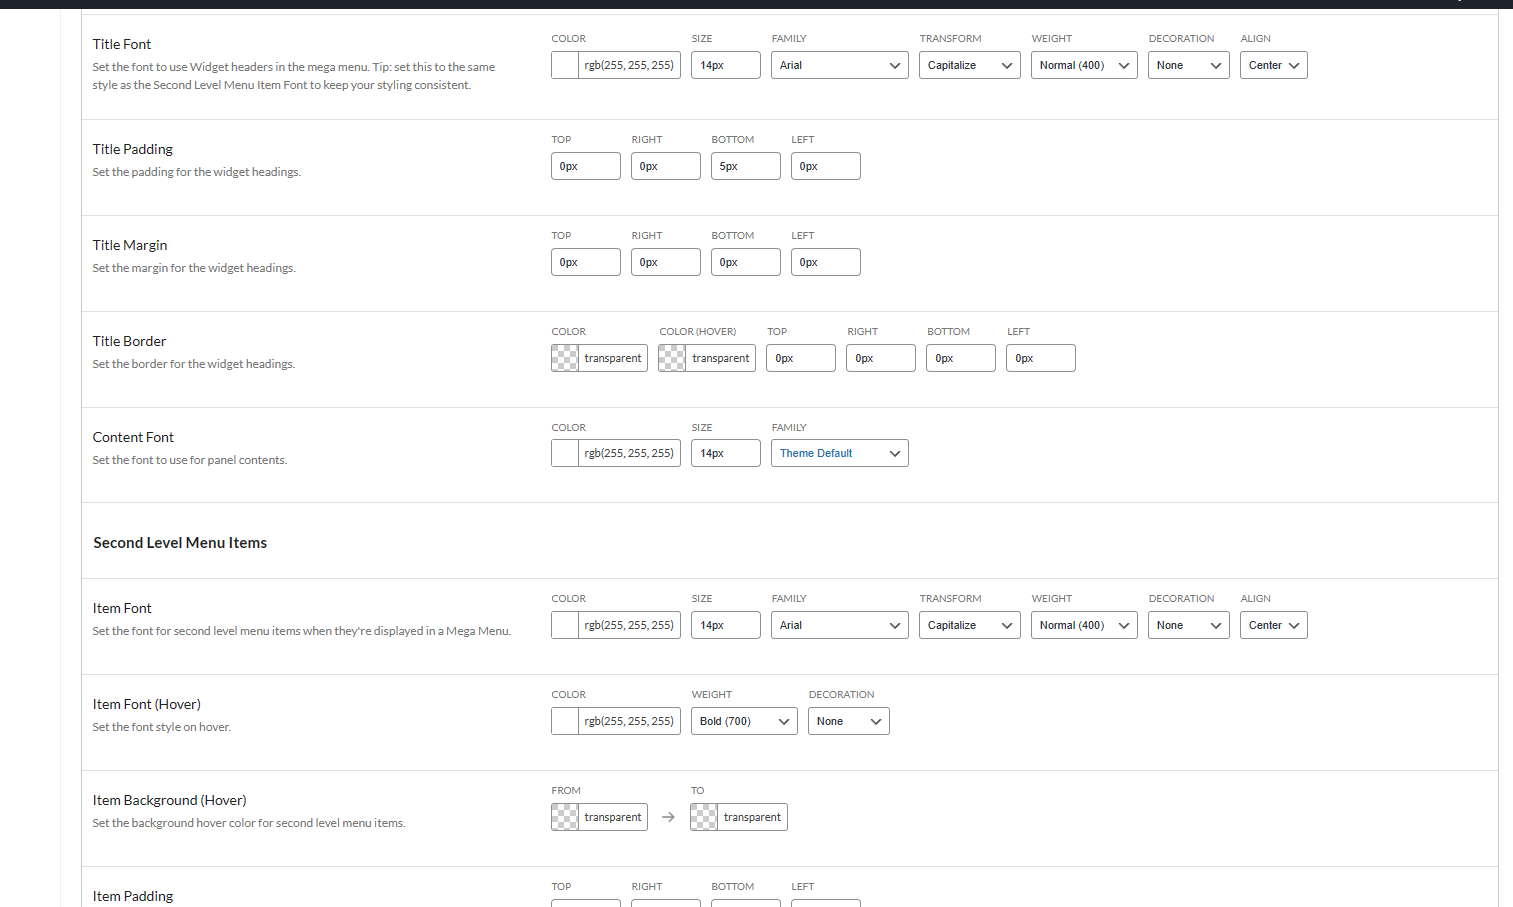 Title Font
Set the font to use Widget headers in the mega menu. Tip: set this to the same
style as the Second Level Menu Item Font to keep your styling consistent.
COLOR SIZE FAMILY TRANSFORM WEIGHT DECORATION ALIGN
rgb(255, 255, 255) 14px Arial Capitalize Normal (400) None Center
Title Padding
Set the padding for the widget headings.
TOP RIGHT BOTTOM LEFT
0px 0px 5px 0px
Title Margin
Set the margin for the widget headings.
TOP RIGHT BOTTOM LEFT
0px 0px 0px 0px
Title Border
Set the border for the widget headings.
COLOR COLOR (HOVER) TOP RIGHT BOTTOM LEFT
transparent transparent 0px 0px 0px 0px
Content Font
Set the font to use for panel contents.
COLOR SIZE FAMILY
rgb(255, 255, 255) 14px Theme Default
Second Level Menu Items
Item Font
Set the font for second level menu items when they're displayed in a Mega Menu.
COLOR SIZE FAMILY TRANSFORM WEIGHT DECORATION ALIGN
rgb(255, 255, 255) 14px Arial Capitalize Normal (400) None Center
Item Font (Hover)
Set the font style on hover.
COLOR WEIGHT DECORATION
rgb(255, 255, 255) Bold (700) None
Item Background (Hover)
Set the background hover color for second level menu items.
FROM TO
transparent → transparent
Item Padding
TOP RIGHT BOTTOM LEFT